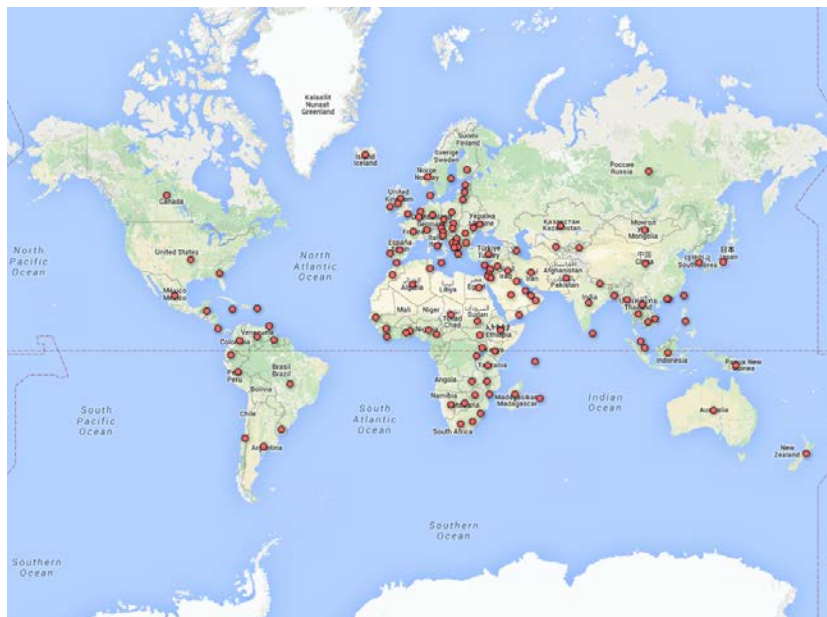 Kalaallit
Nunaat
Greenland
Suomi
Finland
Sverige
Sweden
Norge
Norway
Iceland
Россия
Russia
Canada
United
Kingdom
Україна
Қазақстан
Kazakhstan
Монгол
Mongolia
United States
North
Pacific
Ocean
North
Atlantic
Ocean
España
Türkiye
Turkey
Afghanistan
Pakistan
Iran
Iraq
中国
China
South Korea
日本
Japan
México
Mexico
Algeria
Libya
Egypt
Mali
Niger
Chad
Sudan
Ethiopia
India
Thailand
Venezuela
Colombia
Perú
Peru
Brasil
Brazil
Bolivia
Chile
Argentina
Tanzania
Angola
Namibia
Madagasikara
Madagascar
South Africa
Indonesia
Papua New
Guinea
Indian
Ocean
Australia
New
Zealand
South
Pacific
Ocean
South
Atlantic
Ocean
Southern
Ocean
Southern
Ocean